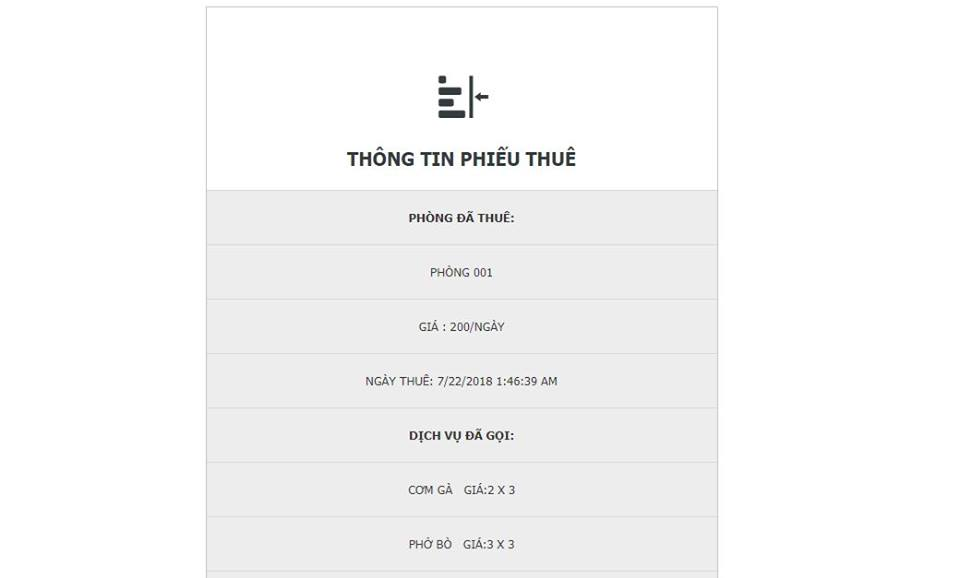 THÔNG TIN PHIẾU THUÊ
PHÒNG ĐÃ THUÊ:
PHÒNG 001
GIÁ : 200/NGÀY
NGÀY THUÊ: 7/22/2018 1:46:39 AM
DỊCH VỤ ĐÃ GỌI:
CƠM GÀ GIÁ:2 X 3
PHỞ BÒ GIÁ:3 X 3